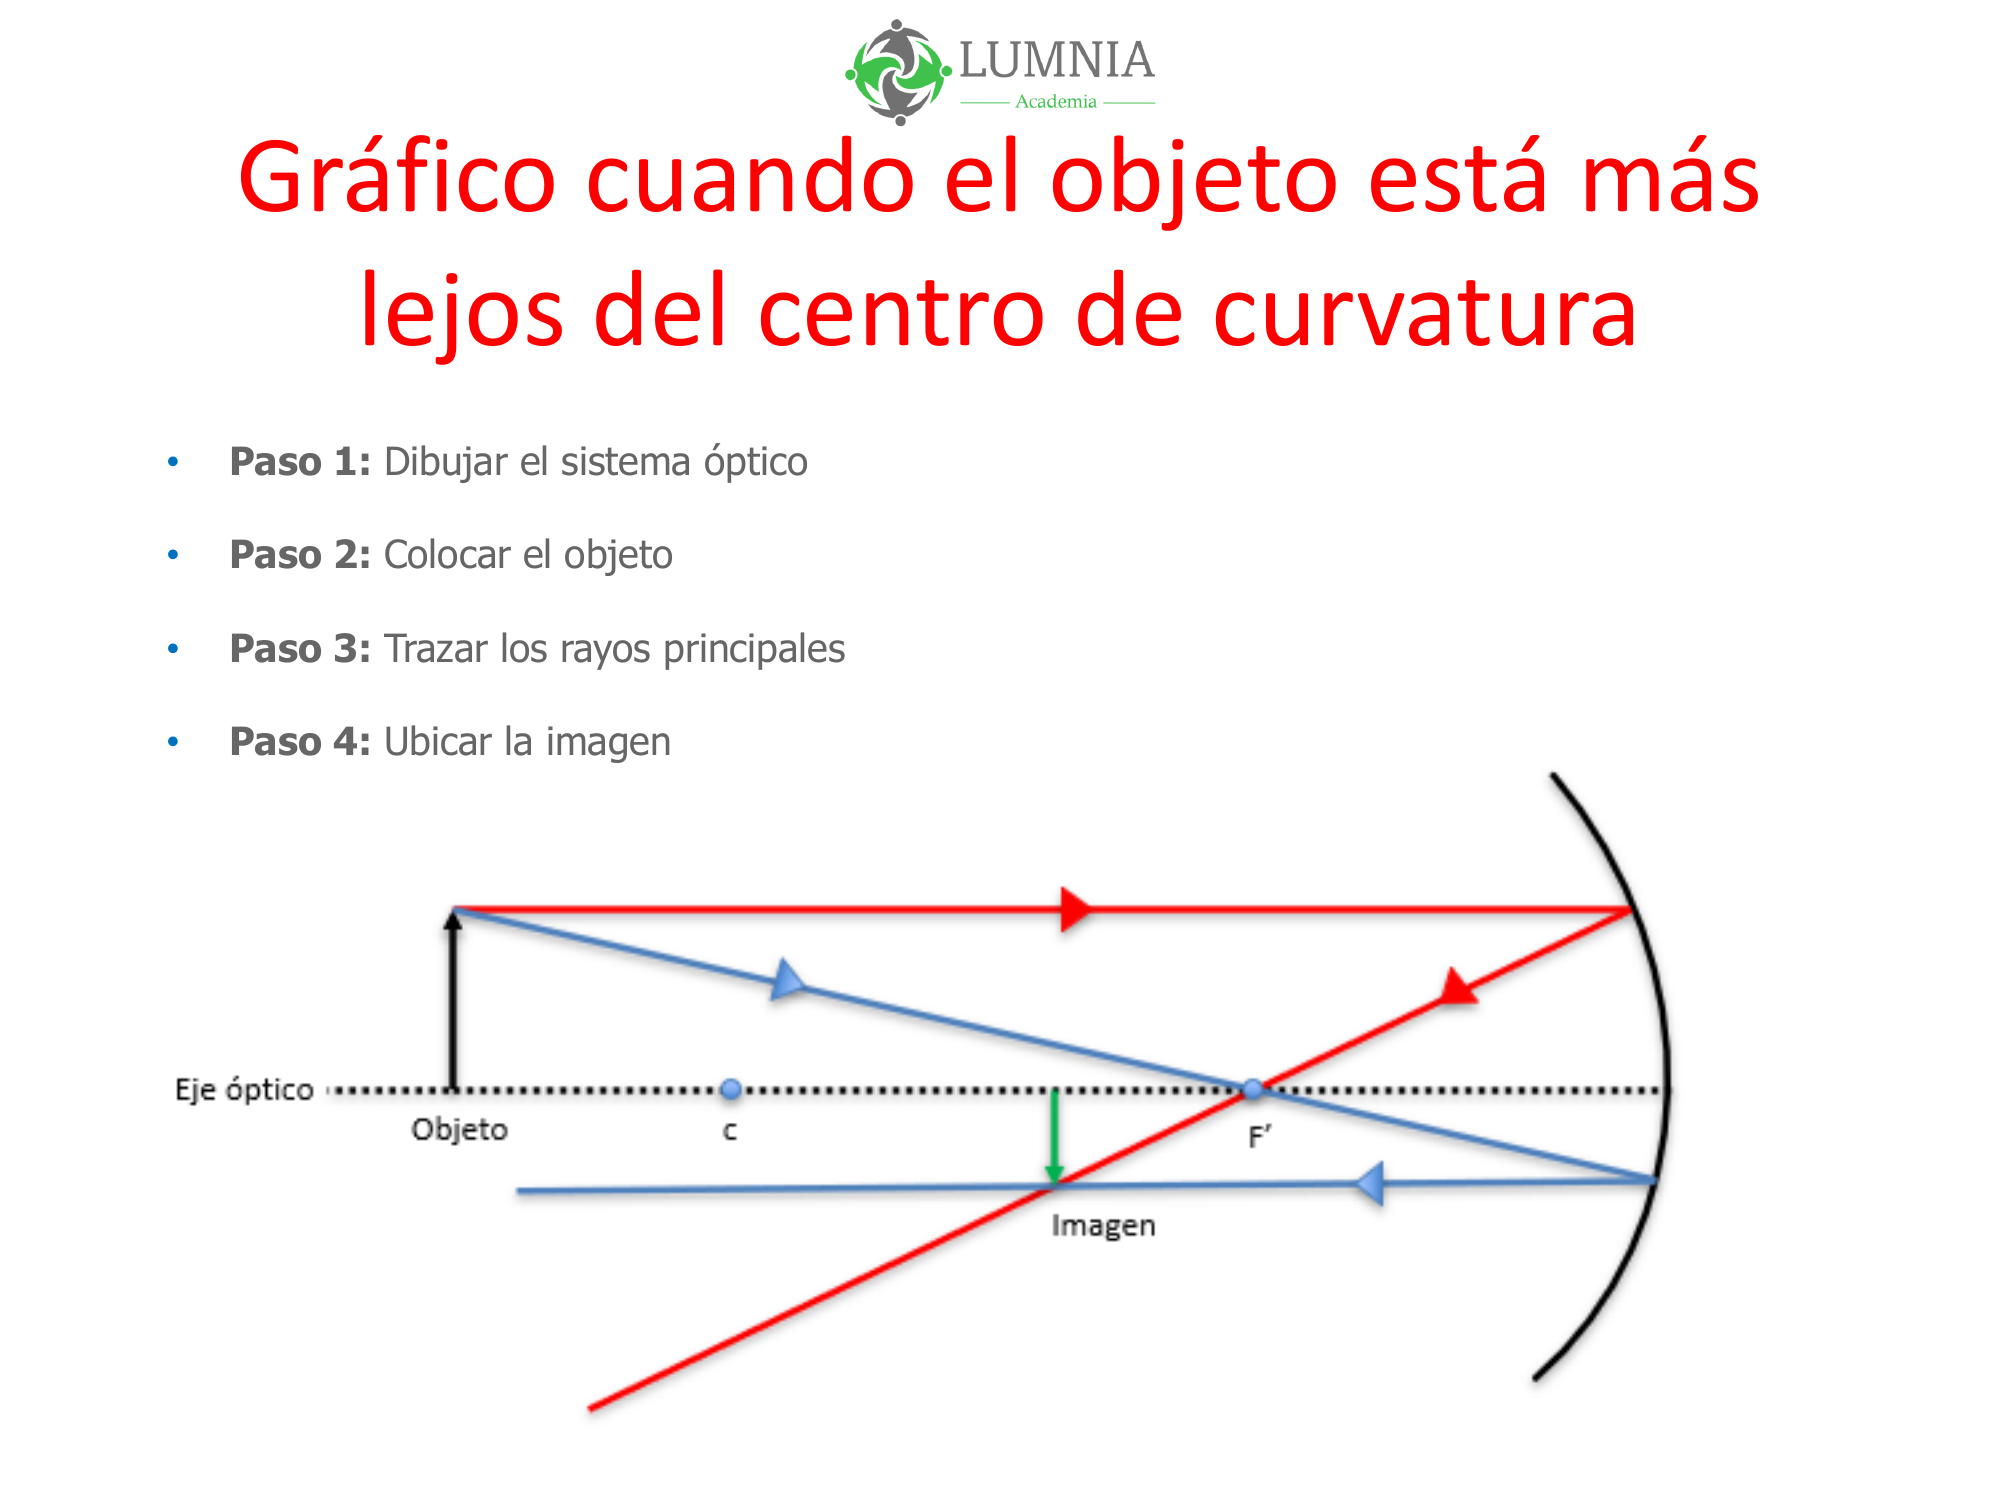 LUMNIA
Academia
Gráfico cuando el objeto está más
lejos del centro de curvatura
• Paso 1: Dibujar el sistema óptico
• Paso 2: Colocar el objeto
• Paso 3: Trazar los rayos principales
• Paso 4: Ubicar la imagen
Eje óptico
Objeto
c
F’
Imagen